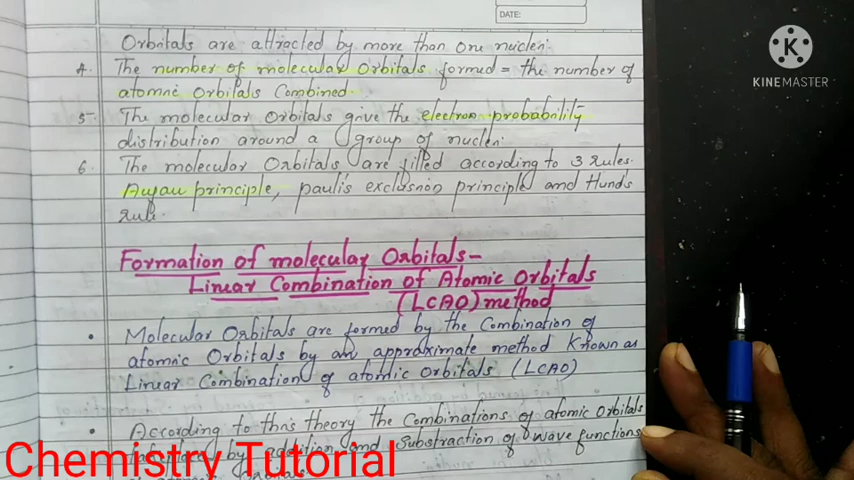 DATE:
K
KINEMASTER
Orbitals are attracted by more than one nuclei.
4. The number of molecular Orbitals formed = the number of
atomic Orbitals Combined.
5. The molecular Orbitals give the electron probability
distribution around a group of nuclei.
6. The molecular Orbitals are filled according to 3 rules.
Aufau principle, pauli's exclusion principle and Hund's
rule.
Formation of molecular Orbitals-
Linear Combination of Atomic Orbitals
(LCAO) method
• Molecular Orbitals are formed by the Combination of
atomic Orbitals by an approximate method known as
Linear Combination of atomic Orbitals (LCAO)
• According to this theory the Combinations of atomic Orbitals
by addition and Substraction of wave functions
Chemistry Tutorial